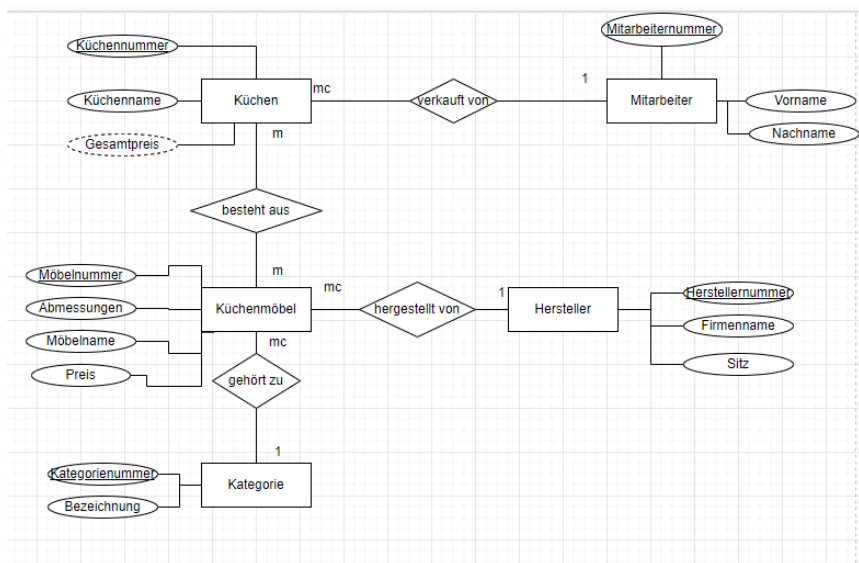 Mitarbeiternummer
Küchennummer
1
mc
Küchenname
Küchen
verkauft von
Mitarbeiter
Vorname
Nachname
m
Gesamtpreis
besteht aus
m
Möbelnummer
mc
1
Herstellernummer
Abmessungen
Küchenmöbel
hergestellt von
Hersteller
Firmenname
Möbelname
mc
Sitz
Preis
gehört zu
1
Kategorienummer
Kategorie
Bezeichnung